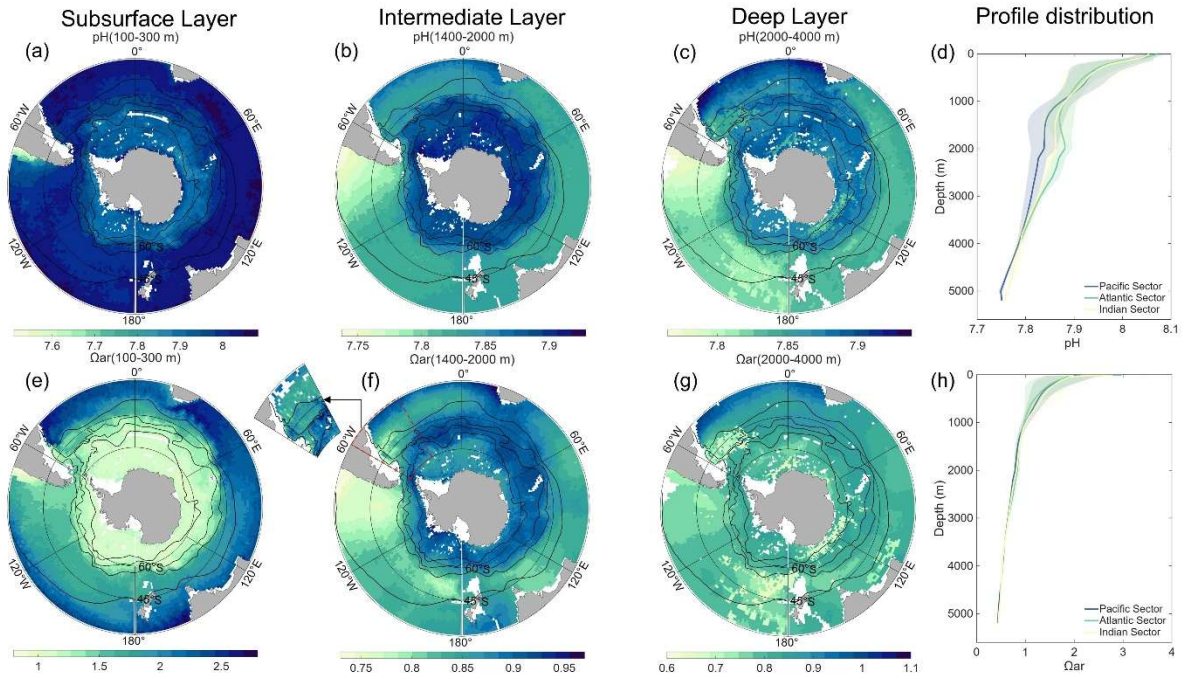 Subsurface Layer
Intermediate Layer
Deep Layer
Profile distribution
(a)
pH(100-300 m)
0°
60°E
120°E
180°
120°W
60°W
60°S
45°S
7.6 7.7 7.8 7.9 8
(b)
pH(1400-2000 m)
0°
60°E
120°E
180°
120°W
60°W
60°S
45°S
7.75 7.8 7.85 7.9
(c)
pH(2000-4000 m)
0°
60°E
120°E
180°
120°W
60°W
60°S
45°S
7.8 7.85 7.9
(d)
0
1000
2000
3000
4000
5000
Depth (m)
Pacific Sector
Atlantic Sector
Indian Sector
7.7 7.8 7.9 8 8.1
pH
(e)
Ωar(100-300 m)
0°
60°E
120°E
180°
120°W
60°W
60°S
45°S
1 1.5 2 2.5
(f)
Ωar(1400-2000 m)
0°
60°E
120°E
180°
120°W
60°W
60°S
45°S
0.75 0.8 0.85 0.9 0.95
(g)
Ωar(2000-4000 m)
0°
60°E
120°E
180°
120°W
60°W
60°S
45°S
0.6 0.7 0.8 0.9 1 1.1
(h)
0
1000
2000
3000
4000
5000
Depth (m)
Pacific Sector
Atlantic Sector
Indian Sector
0 1 2 3 4
Ωar